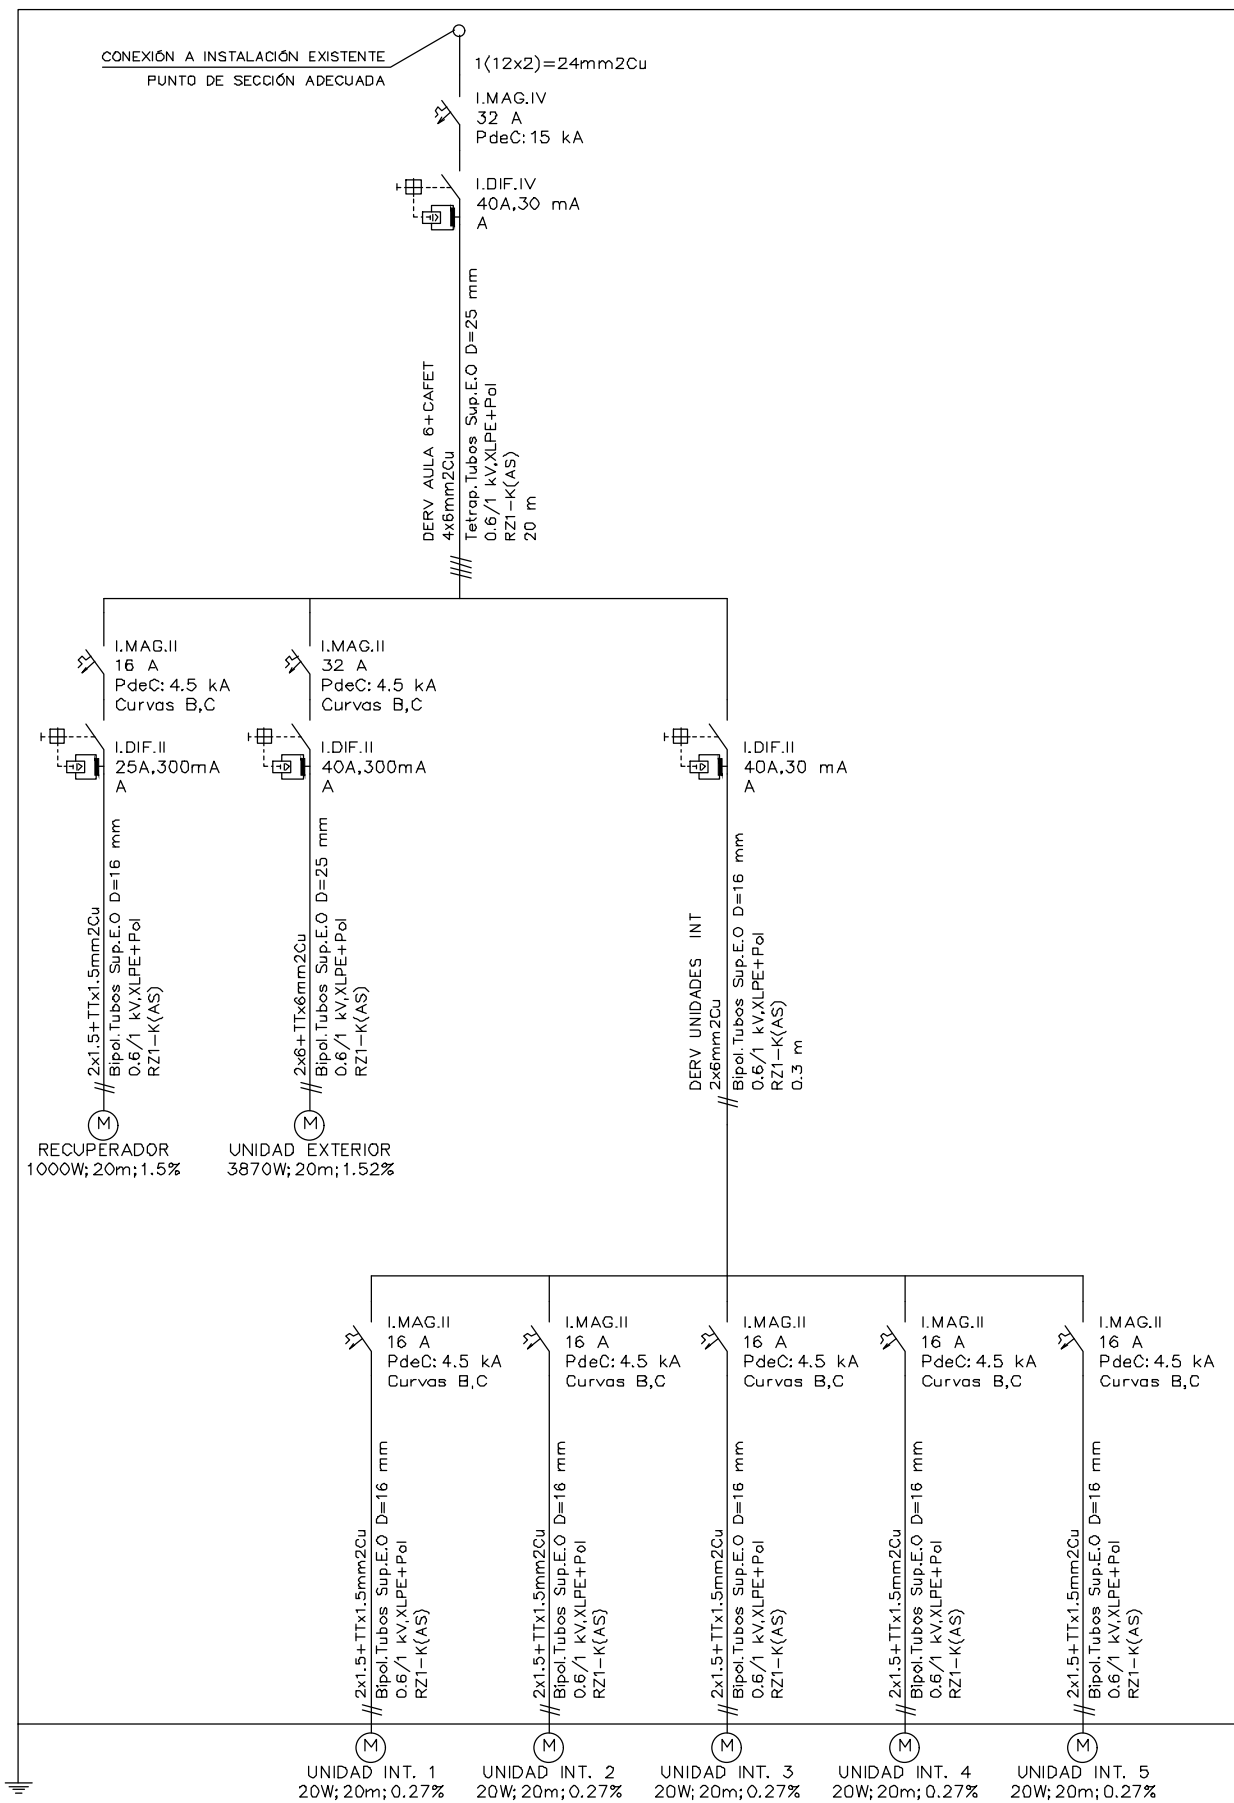 CONEXIÓN A INSTALACIÓN EXISTENTE
PUNTO DE SECCIÓN ADECUADA
1(12x2)=24mm2Cu
I.MAG.IV
32 A
PdeC: 15 kA
I.DIF.IV
40A,30 mA
A
DERV AULA 6+CAFET
4x6mm2Cu
Tetrap.Tubos Sup.E.O D=25 mm
0.6/1 kV,XLPE+Pol
RZ1-K(AS)
20 m
I.MAG.II
16 A
PdeC: 4.5 kA
Curvas B,C
I.DIF.II
25A,300mA
A
2x1.5+TTx1.5mm2Cu
Bipol.Tubos Sup.E.O D=16 mm
0.6/1 kV,XLPE+Pol
RZ1-K(AS)
M
RECUPERADOR
1000W; 20m; 1.5%
I.MAG.II
32 A
PdeC: 4.5 kA
Curvas B,C
I.DIF.II
40A,300mA
A
2x6+TTx6mm2Cu
Bipol.Tubos Sup.E.O D=25 mm
0.6/1 kV,XLPE+Pol
RZ1-K(AS)
M
UNIDAD EXTERIOR
3870W; 20m; 1.52%
I.DIF.II
40A,30 mA
A
DERV UNIDADES INT
2x6mm2Cu
Bipol.Tubos Sup.E.O D=16 mm
0.6/1 kV,XLPE+Pol
RZ1-K(AS)
0.3 m
I.MAG.II
16 A
PdeC: 4.5 kA
Curvas B,C
2x1.5+TTx1.5mm2Cu
Bipol.Tubos Sup.E.O D=16 mm
0.6/1 kV,XLPE+Pol
RZ1-K(AS)
M
UNIDAD INT. 1
20W; 20m; 0.27%
I.MAG.II
16 A
PdeC: 4.5 kA
Curvas B,C
2x1.5+TTx1.5mm2Cu
Bipol.Tubos Sup.E.O D=16 mm
0.6/1 kV,XLPE+Pol
RZ1-K(AS)
M
UNIDAD INT. 2
20W; 20m; 0.27%
I.MAG.II
16 A
PdeC: 4.5 kA
Curvas B,C
2x1.5+TTx1.5mm2Cu
Bipol.Tubos Sup.E.O D=16 mm
0.6/1 kV,XLPE+Pol
RZ1-K(AS)
M
UNIDAD INT. 3
20W; 20m; 0.27%
I.MAG.II
16 A
PdeC: 4.5 kA
Curvas B,C
2x1.5+TTx1.5mm2Cu
Bipol.Tubos Sup.E.O D=16 mm
0.6/1 kV,XLPE+Pol
RZ1-K(AS)
M
UNIDAD INT. 4
20W; 20m; 0.27%
I.MAG.II
16 A
PdeC: 4.5 kA
Curvas B,C
2x1.5+TTx1.5mm2Cu
Bipol.Tubos Sup.E.O D=16 mm
0.6/1 kV,XLPE+Pol
RZ1-K(AS)
M
UNIDAD INT. 5
20W; 20m; 0.27%